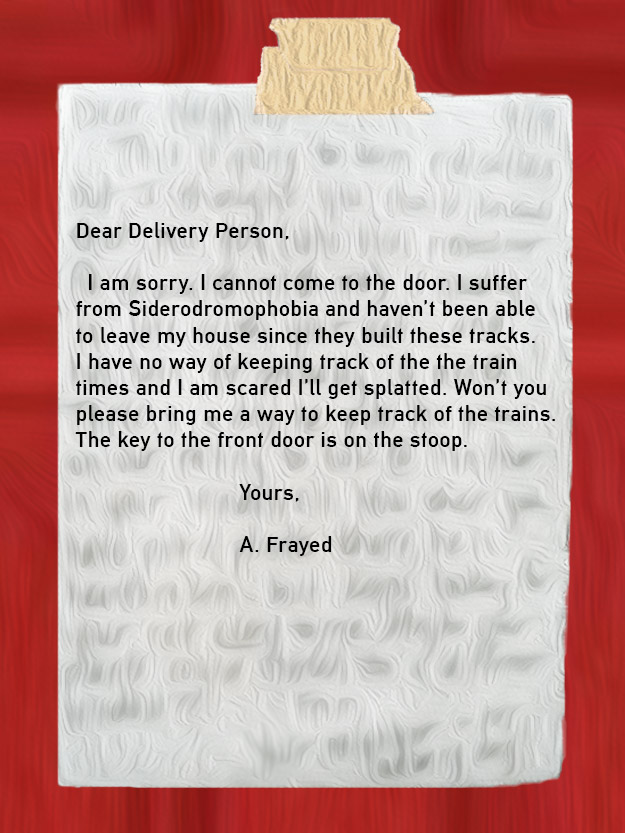 Dear Delivery Person,
I am sorry. I cannot come to the door. I suffer
from Siderodromophobia and haven't been able
to leave my house since they built these tracks.
I have no way of keeping track of the the train
times and I am scared I'll get splatted. Won't you
please bring me a way to keep track of the trains.
The key to the front door is on the stoop.
Yours,
A. Frayed